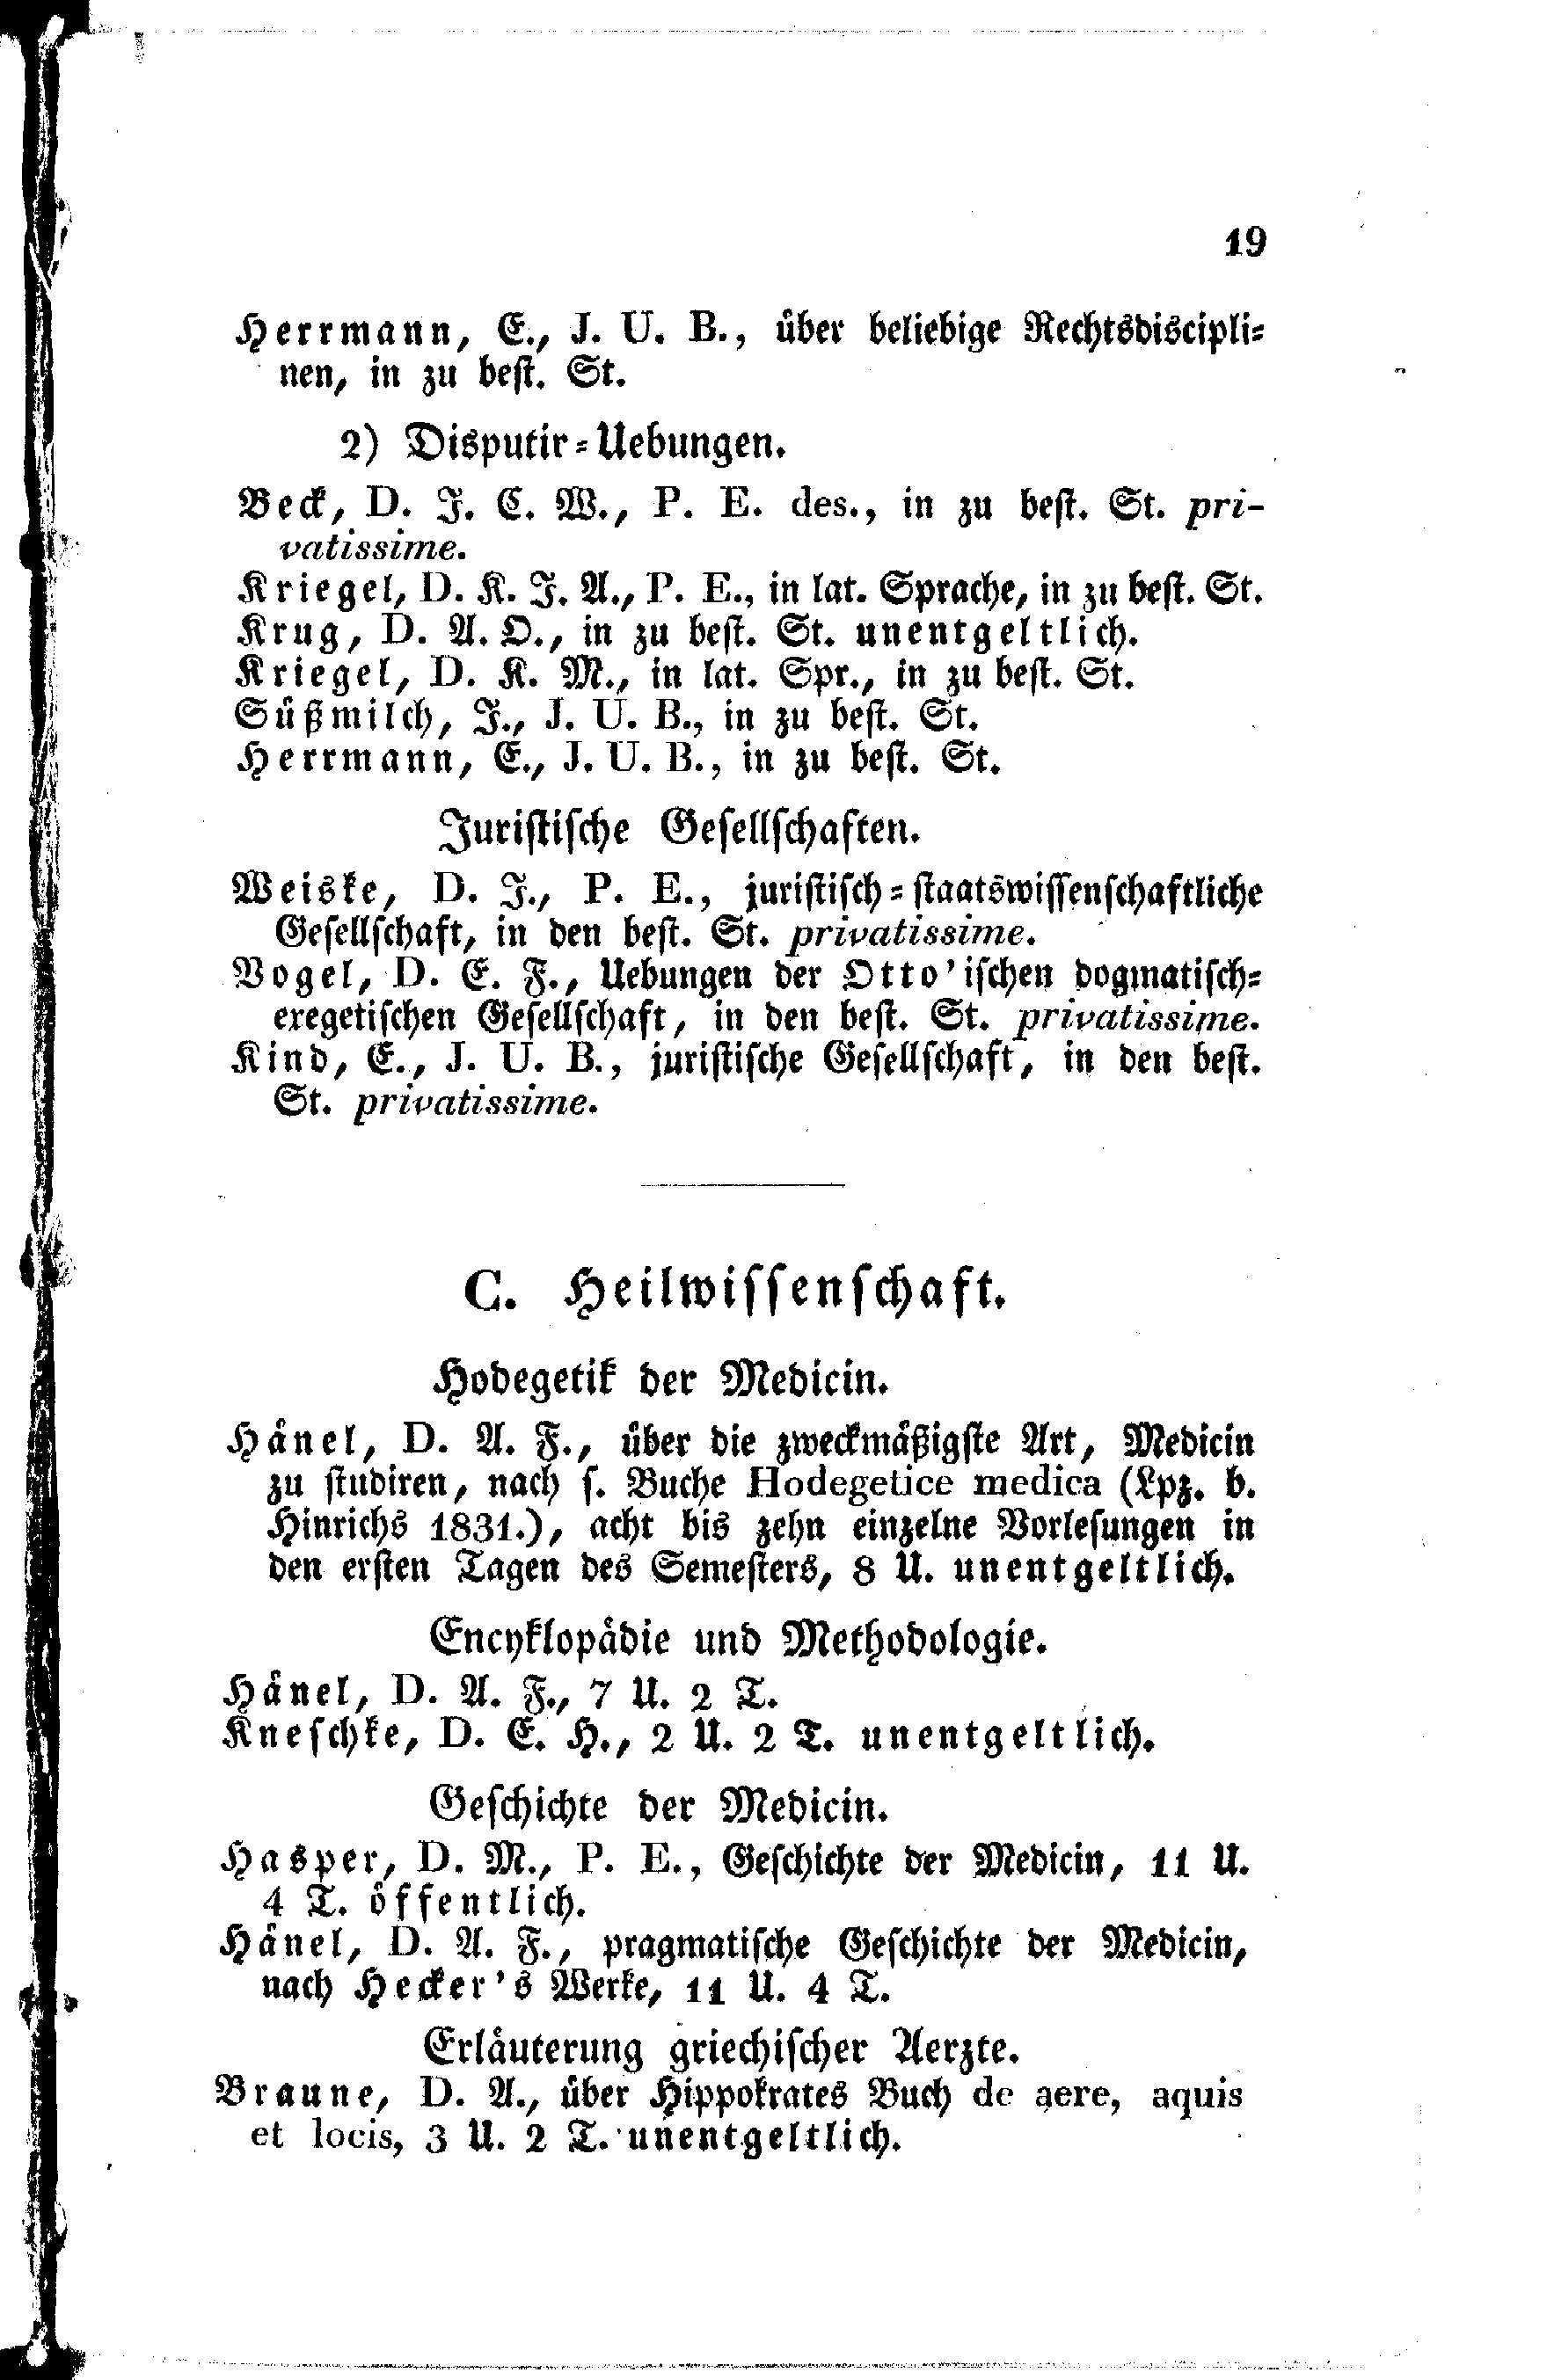 19
Herrmann, E., J. U. B., über beliebige Rechtsdiscipli-
nen, in zu best. St.
2) Disputir-Uebungen.
Beck, D. J. C. W., P. E. des., in zu best. St. pri-
vatissime.
Kriegel, D. K. J. A., P. E., in lat. Sprache, in zu best. St.
Krug, D. A. O., in zu best. St. unentgeltlich.
Kriegel, D. K. M., in lat. Spr., in zu best. St.
Süßmilch, J., J. U. B., in zu best. St.
Herrmann, E., J. U. B., in zu best. St.
Juristische Gesellschaften.
Weiske, D. J., P. E., juristisch-staatswissenschaftliche
Gesellschaft, in den best. St. privatissime.
Vogel, D. E. F., Uebungen der Otto'ischen dogmatisch-
exegetischen Gesellschaft, in den best. St. privatissime.
Kind, E., J. U. B., juristische Gesellschaft, in den best.
St. privatissime.
C. Heilwissenschaft.
Hodegetik der Medicin.
Hänel, D. A. F., über die zweckmäßigste Art, Medicin
zu studiren, nach s. Buche Hodegetice medica (Lpz. b.
Hinrichs 1831.), acht bis zehn einzelne Vorlesungen in
den ersten Tagen des Semesters, 8 U. unentgeltlich.
Encyklopädie und Methodologie.
Hänel, D. A. F., 7 U. 2 T.
Kneschke, D. E. H., 2 U. 2 T. unentgeltlich.
Geschichte der Medicin.
Hasper, D. M., P. E., Geschichte der Medicin, 11 U.
4 T. öffentlich.
Hänel, D. A. F., pragmatische Geschichte der Medicin,
nach Hecker's Werke, 11 U. 4 T.
Erläuterung griechischer Aerzte.
Braune, D. A., über Hippokrates Buch de aere, aquis
et locis, 3 U. 2 T. unentgeltlich.